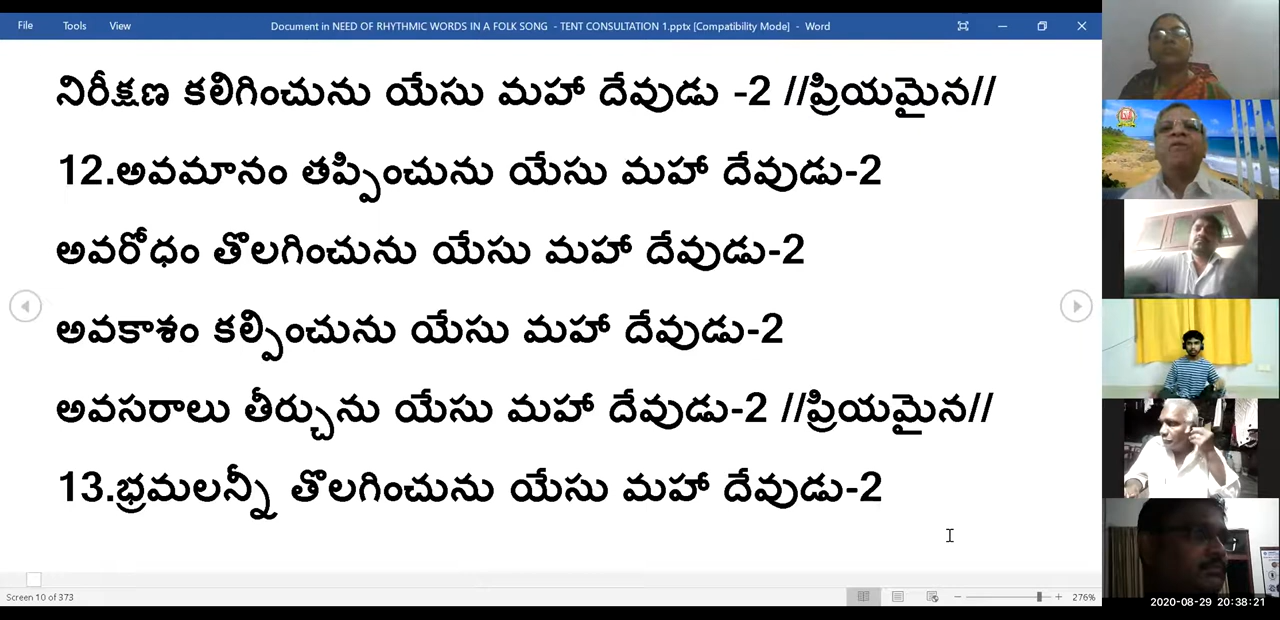 File Tools View Document in NEED OF RHYTHMIC WORDS IN A FOLK SONG - TENT CONSULTATION 1.pptx [Compatibility Mode] - Word
నిరీక్షణ కలిగించును యేసు మహా దేవుడు -2 //ప్రియమైన//
12.అవమానం తప్పించును యేసు మహా దేవుడు-2
అవరోధం తొలగించును యేసు మహా దేవుడు-2
అవకాశం కల్పించును యేసు మహా దేవుడు-2
అవసరాలు తీర్చును యేసు మహా దేవుడు-2 //ప్రియమైన//
13.భ్రమలన్నీ తొలగించును యేసు మహా దేవుడు-2
Screen 10 of 373 276%
2020-08-29 20:38:21